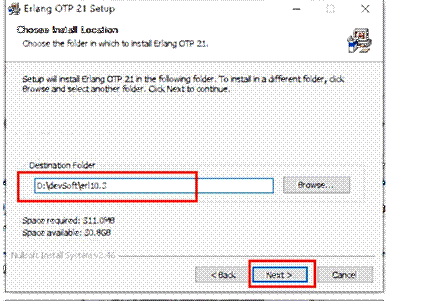 Erlang OTP 21 Setup
Choose Install Location
Choose the folder in which to install Erlang OTP 21.
Setup will install Erlang OTP 21 in the following folder. To install in a different folder, click
Browse and select another folder. Click Next to continue.
Destination Folder
D:\devSoft\erl10.3
Browse...
Space required: 311.0MB
Space available: 30.8GB
Nullsoft Install System v2.46
< Back
Next >
Cancel